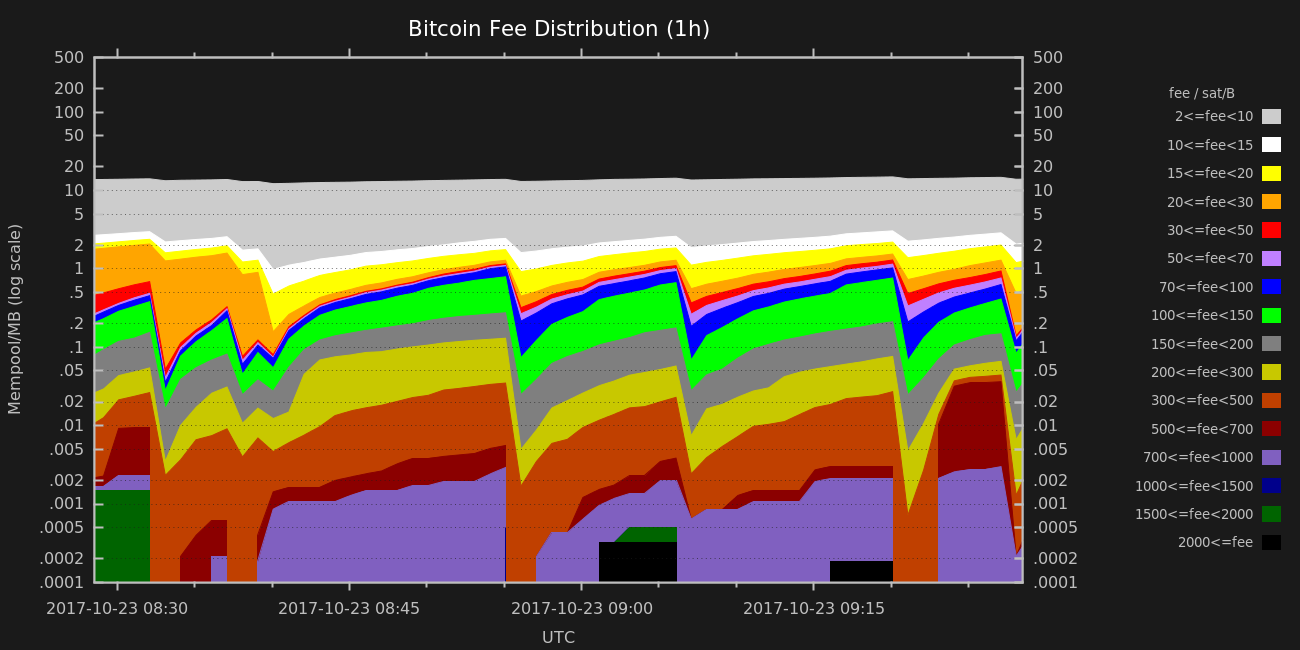 Bitcoin Fee Distribution (1h)
500 500
200 200
100 100
50 50
20 20
10 10
5 5
2 2
1 1
.5 .5
.2 .2
.1 .1
.05 .05
.02 .02
.01 .01
.005 .005
.002 .002
.001 .001
.0005 .0005
.0002 .0002
.0001 .0001
Mempool/MB (log scale)
2017-10-23 08:30 2017-10-23 08:45 2017-10-23 09:00 2017-10-23 09:15
UTC
fee / sat/B
2<=fee<10
10<=fee<15
15<=fee<20
20<=fee<30
30<=fee<50
50<=fee<70
70<=fee<100
100<=fee<150
150<=fee<200
200<=fee<300
300<=fee<500
500<=fee<700
700<=fee<1000
1000<=fee<1500
1500<=fee<2000
2000<=fee